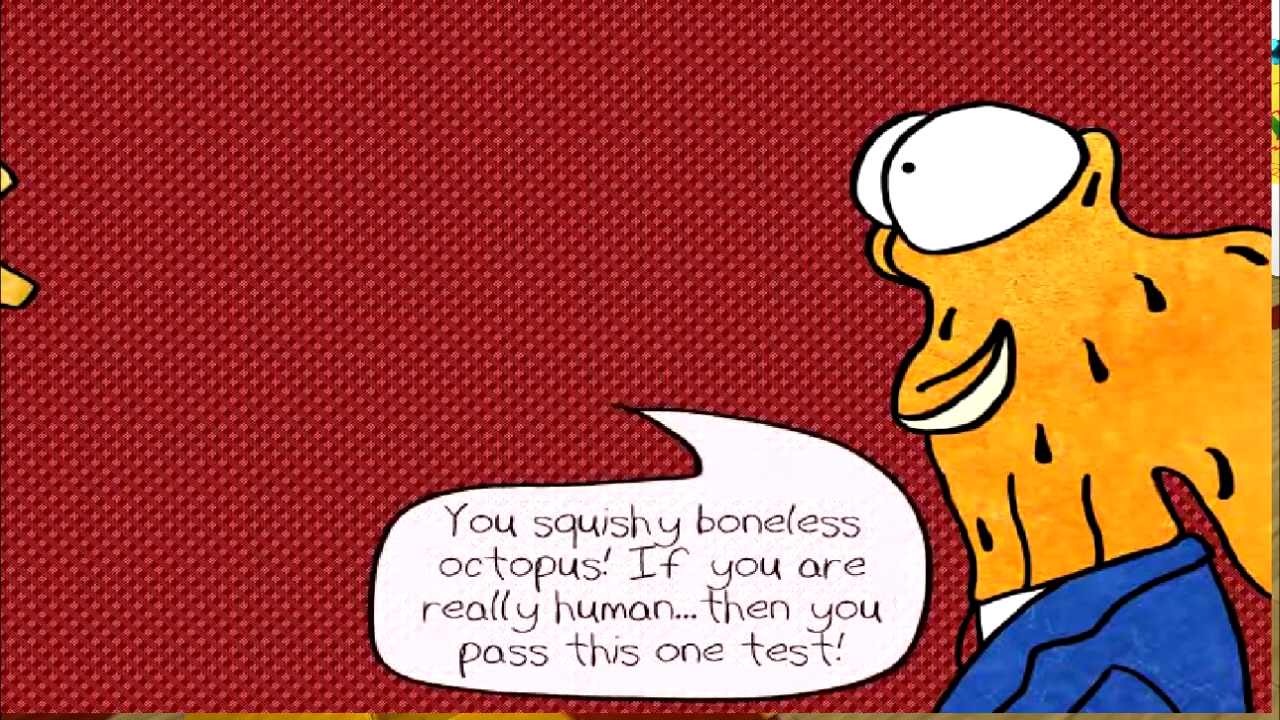 You squishy boneless
octopus! If you are
really human...then you
pass this one test!